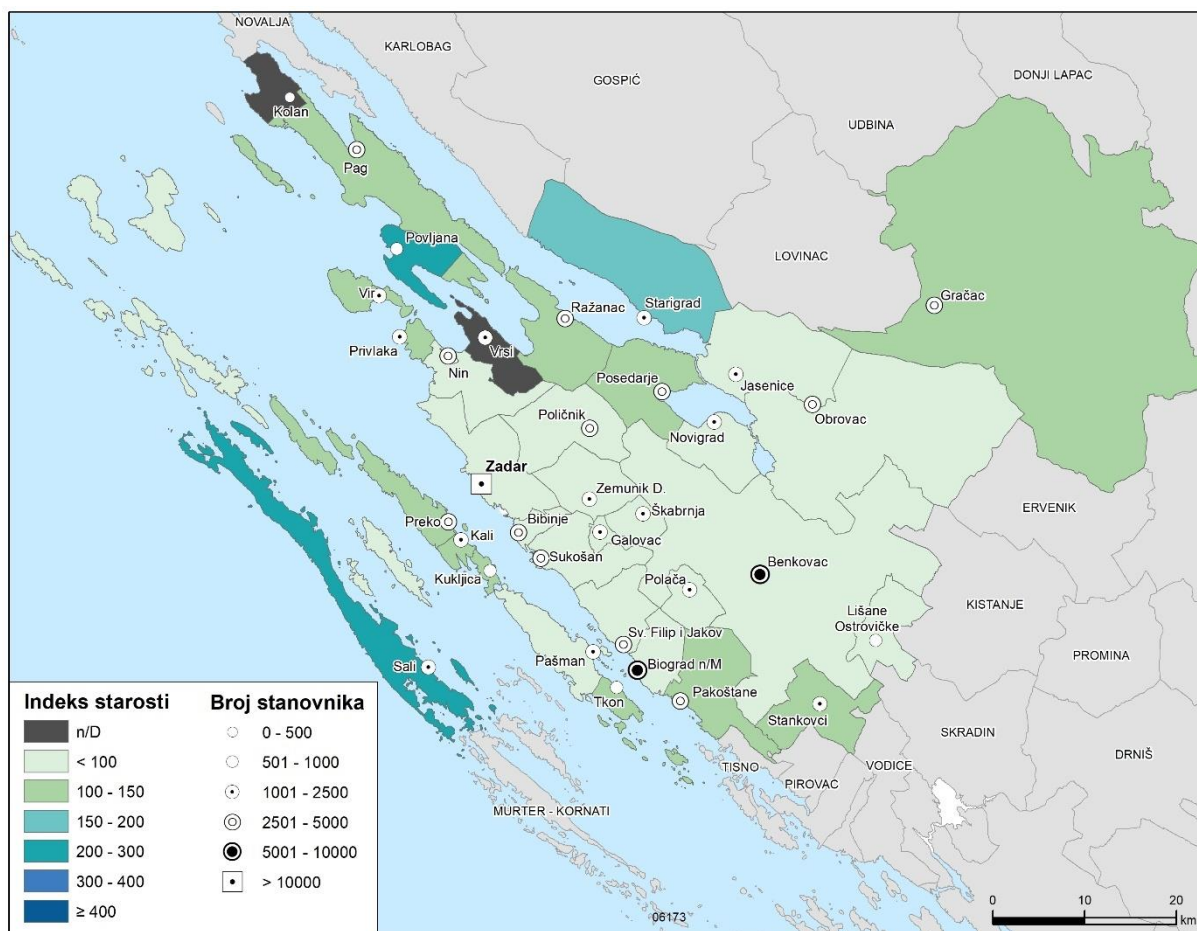 NOVALJA
KARLOBAG
GOSPIĆ
DONJI LAPAC
UDBINA
Kolan
Pag
Povljana
LOVINAC
Vir
Ražanac
Starigrad
Gračac
Privlaka
Vrsi
Nin
Posedarje
Jasenice
Obrovac
Poličnik
Novigrad
Zadar
Zemunik D.
Škabrnja
ERVENIK
Preko
Kali
Bibinje
Galovac
Sukošan
Benkovac
Kukljica
Polača
Lišane
Ostrovičke
KISTANJE
PROMINA
Sv. Filip i Jakov
Pašman
Biograd n/M
Sali
Tkon
Pakoštane
Stankovci
SKRADIN
DRNIŠ
TISNO
VODICE
PIROVAC
MURTER - KORNATI
Indeks starosti
n/D
< 100
100 - 150
150 - 200
200 - 300
300 - 400
≥ 400
Broj stanovnika
0 - 500
501 - 1000
1001 - 2500
2501 - 5000
5001 - 10000
> 10000
06173
0 10 20
km